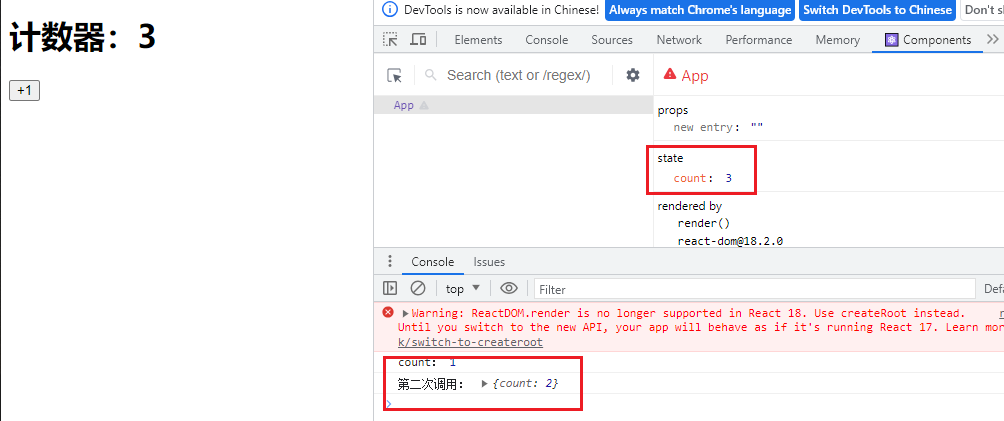 计数器：3
+1
DevTools is now available in Chinese! Always match Chrome's language Switch DevTools to Chinese Don't s
Elements Console Sources Network Performance Memory Components
Search (text or /regex/)
App
App
props
new entry: ""
state
count: 3
rendered by
render()
react-dom@18.2.0
Console Issues
top Filter Defa
Warning: ReactDOM.render is no longer supported in React 18. Use createRoot instead.
Until you switch to the new API, your app will behave as if it's running React 17. Learn mor
k/switch-to-createroot
count: 1
第二次调用： {count: 2}